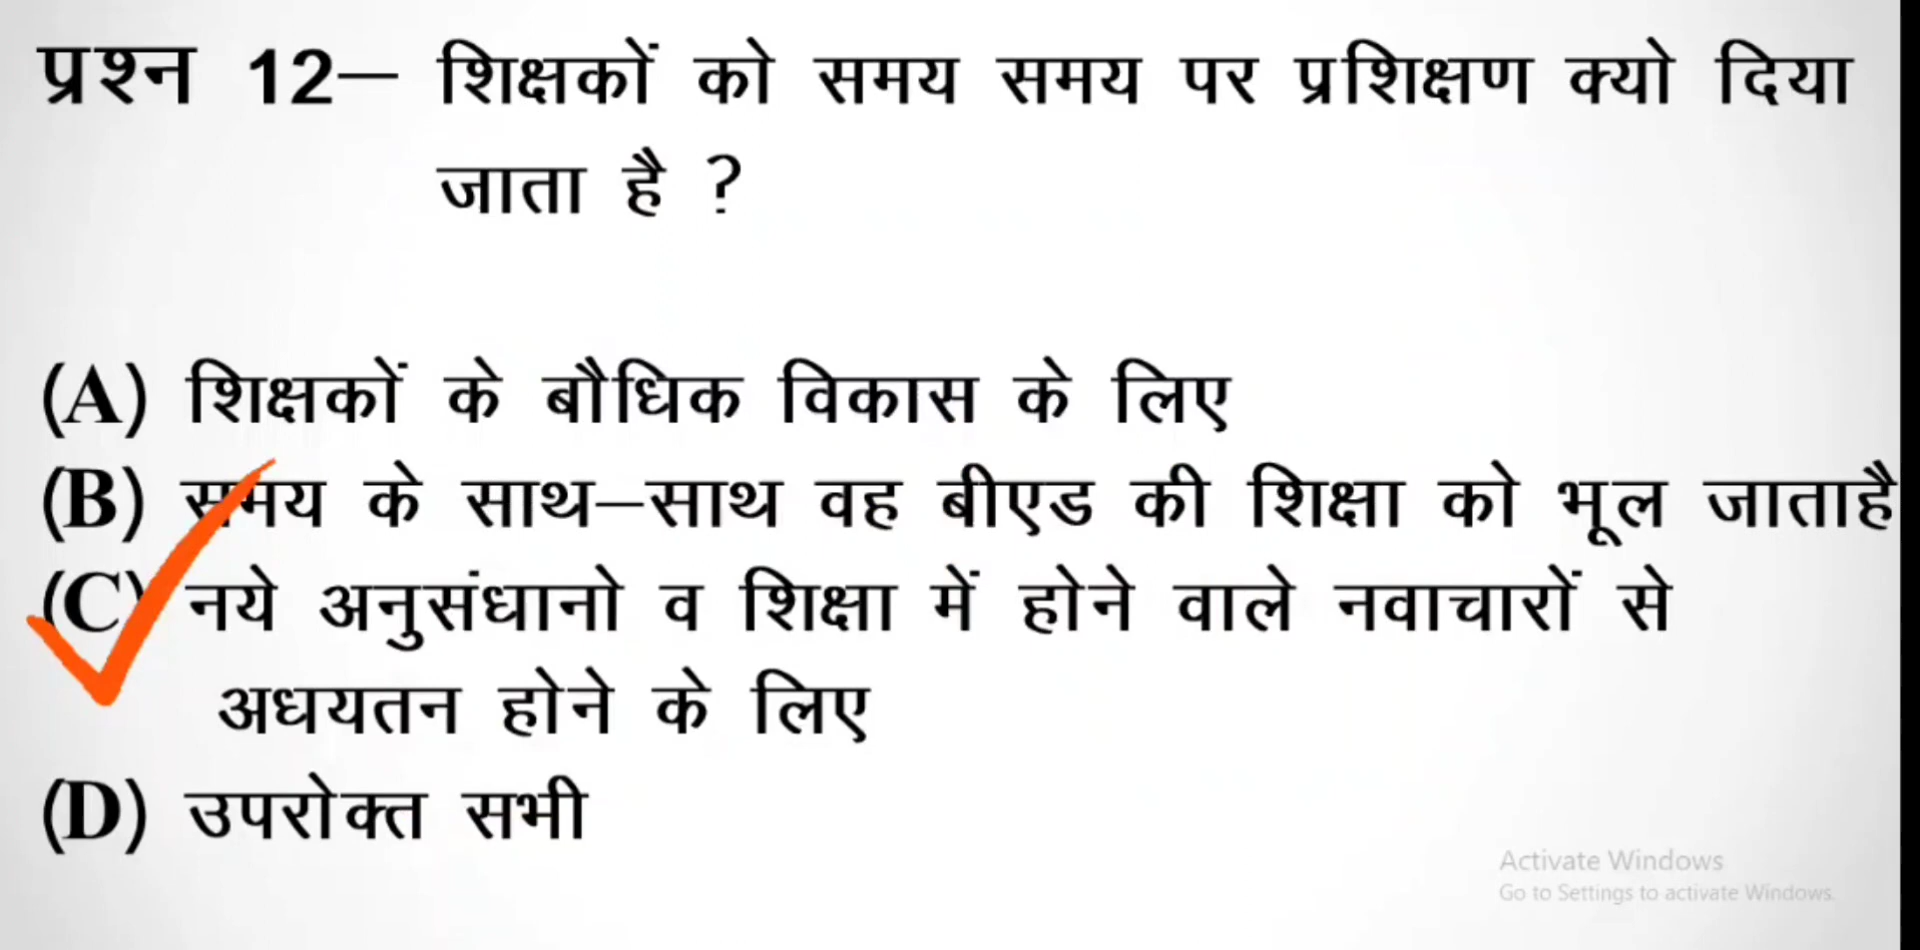 प्रश्न 12– शिक्षकों को समय समय पर प्रशिक्षण क्यो दिया
जाता है ?
(A) शिक्षकों के बौधिक विकास के लिए
(B) समय के साथ–साथ वह बीएड की शिक्षा को भूल जाताहै
(C) नये अनुसंधानो व शिक्षा में होने वाले नवाचारों से
अधयतन होने के लिए
(D) उपरोक्त सभी
Activate Windows
Go to Settings to activate Windows.